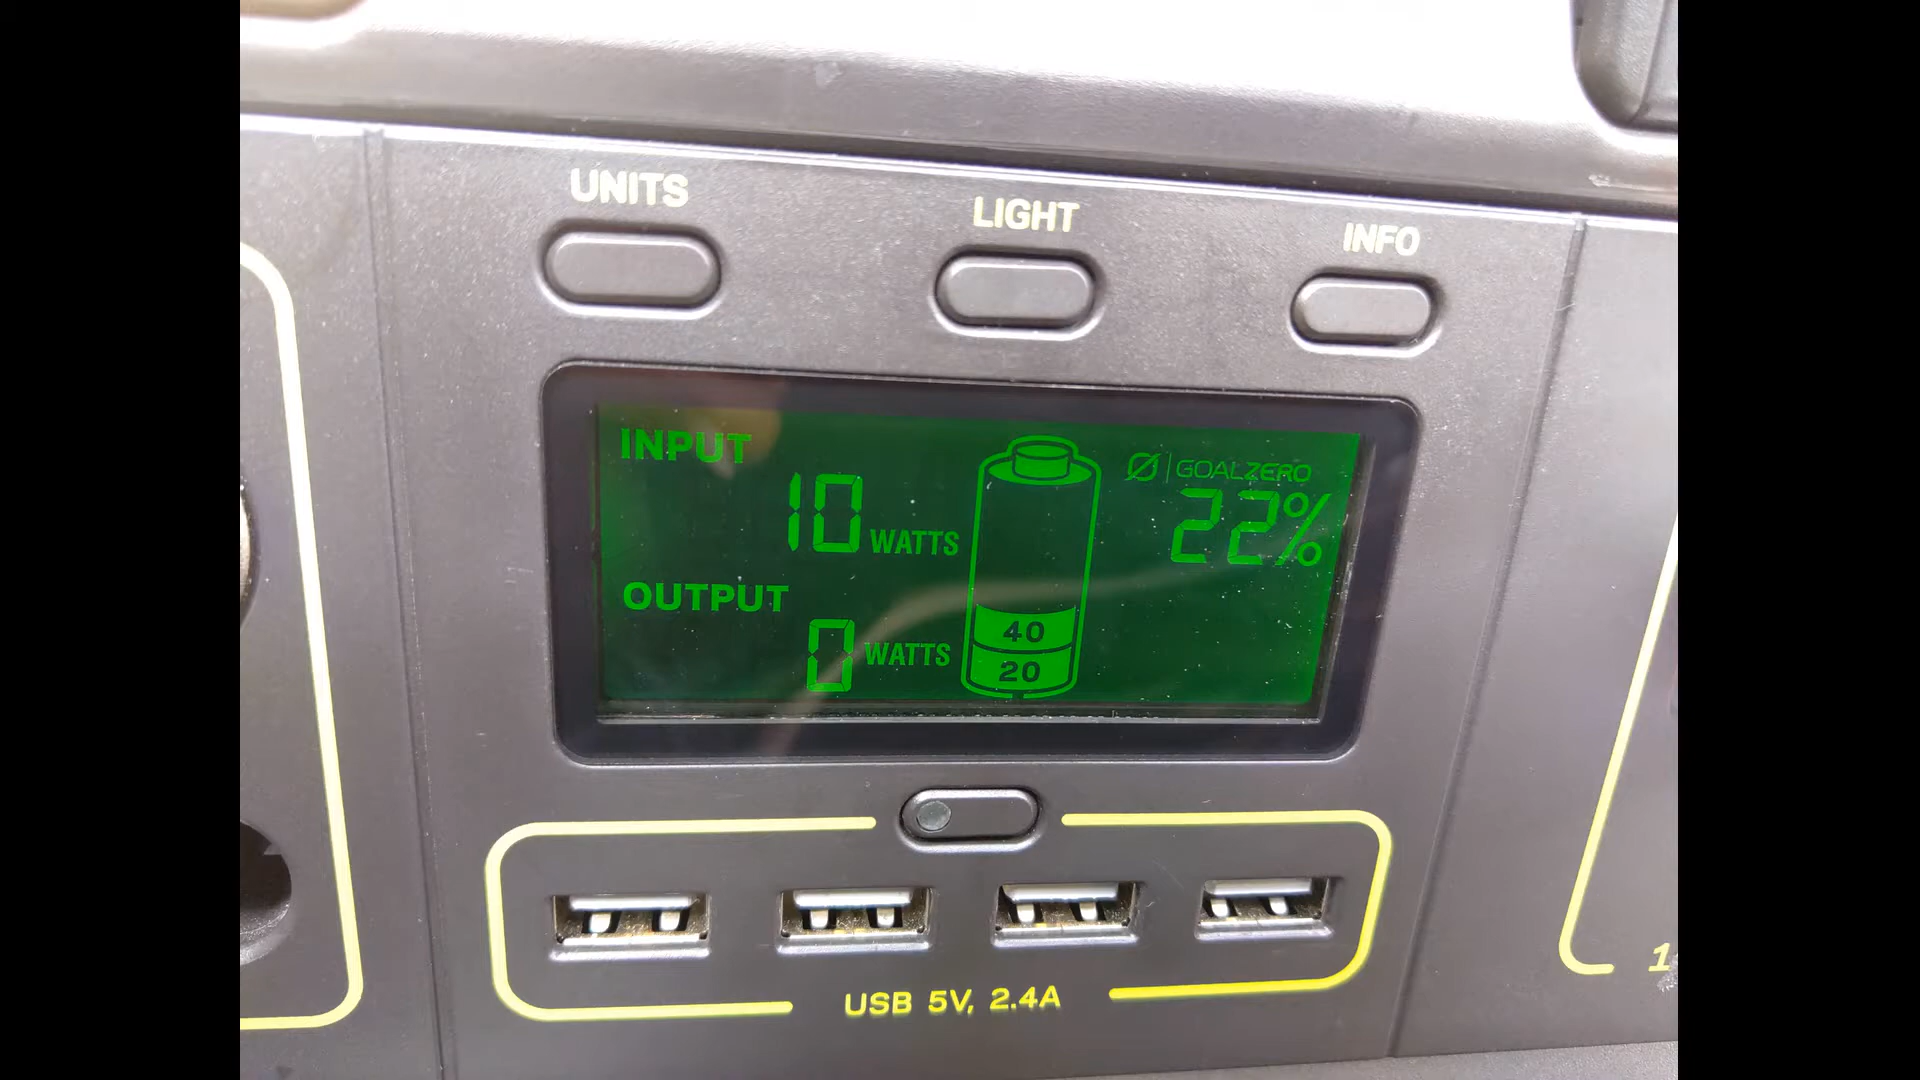 UNITS
LIGHT
INFO
INPUT
10 WATTS
GOALZERO
22%
OUTPUT
0 WATTS
40
20
USB 5V, 2.4A